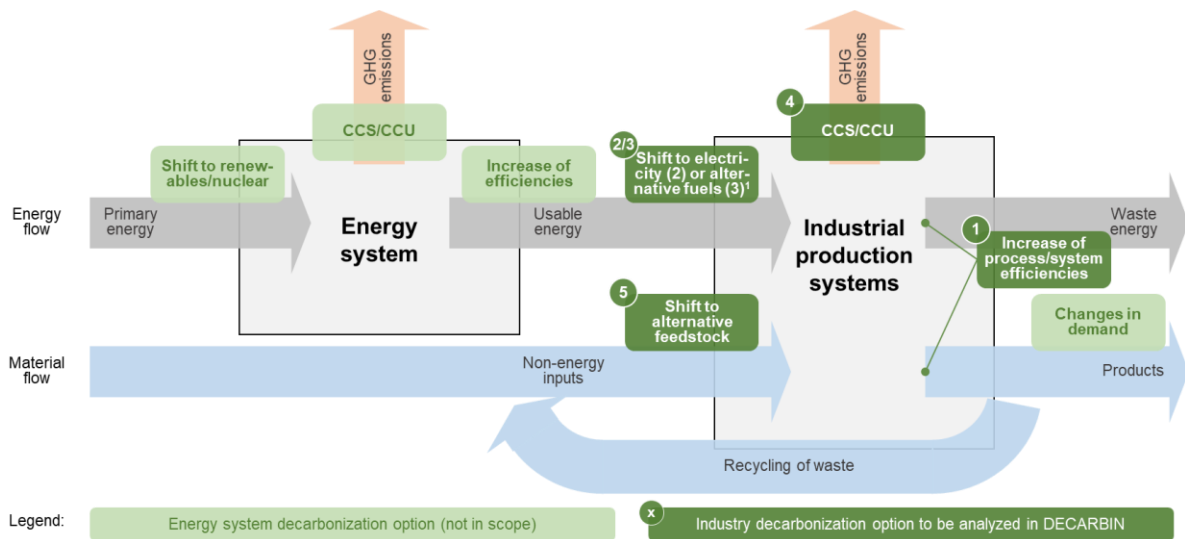 GHG
emissions
GHG
emissions
CCS/CCU
4
CCS/CCU
Shift to renew-
ables/nuclear
Increase of
efficiencies
2/3
Shift to electri-
city (2) or alter-
native fuels (3)¹
Energy
flow
Primary
energy
Energy
system
Usable
energy
Industrial
production
systems
Waste
energy
1
Increase of
process/system
efficiencies
5
Shift to
alternative
feedstock
Changes in
demand
Material
flow
Non-energy
inputs
Products
Recycling of waste
Legend:
Energy system decarbonization option (not in scope)
x
Industry decarbonization option to be analyzed in DECARBIN